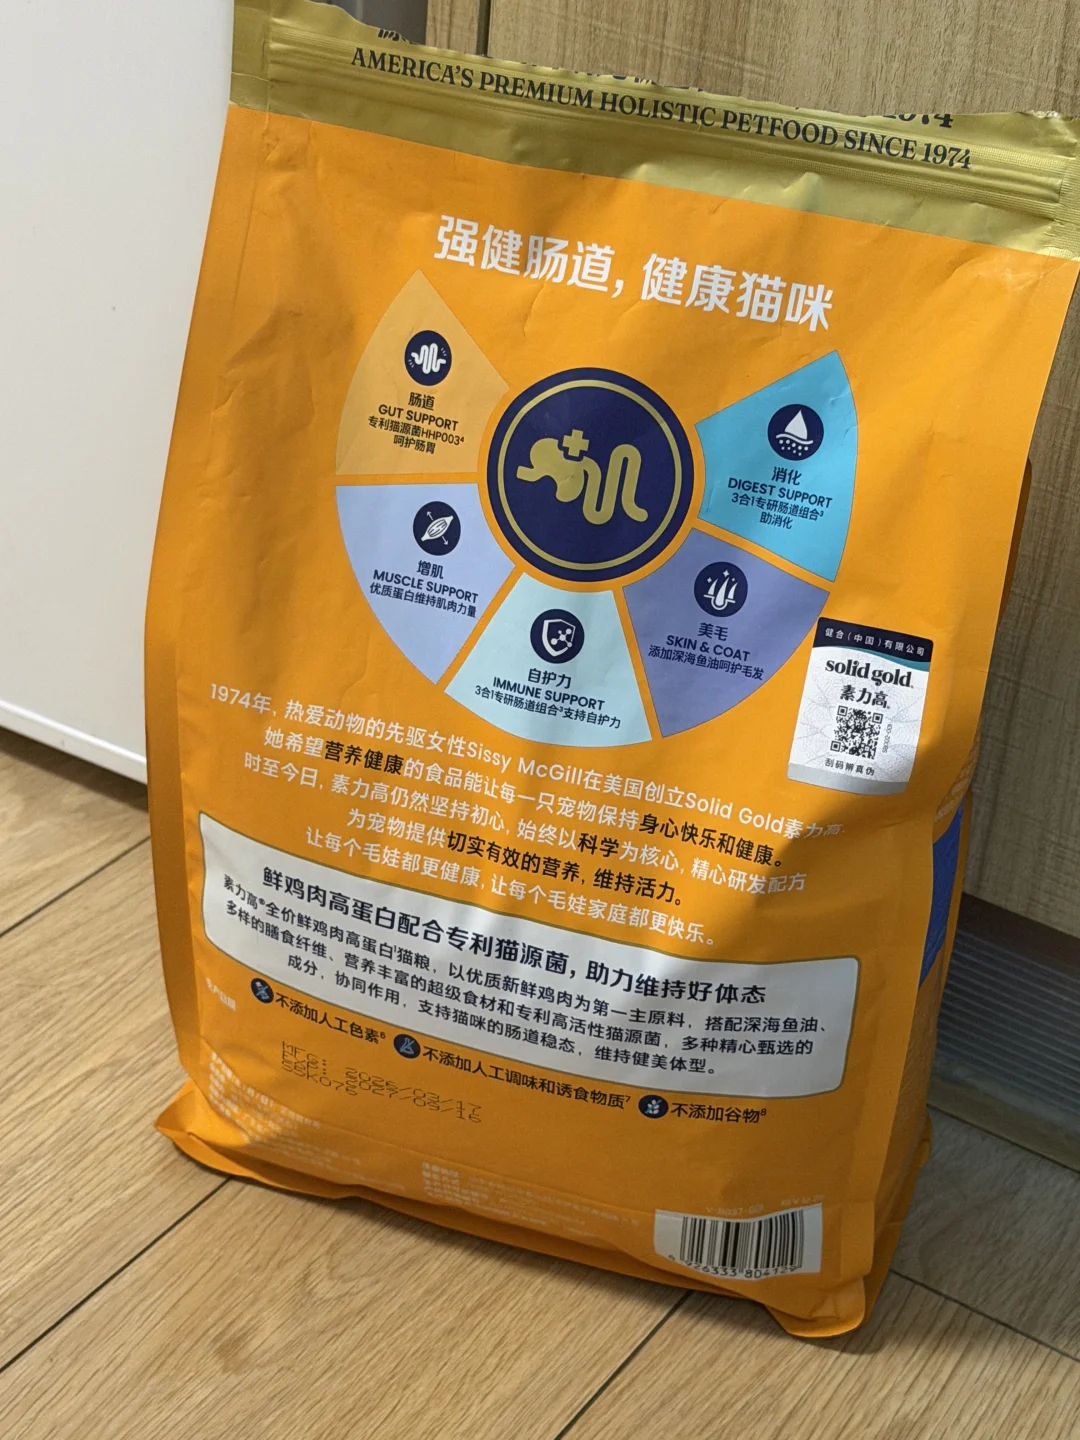 AMERICA'S PREMIUM HOLISTIC PETFOOD SINCE 1974
强健肠道，健康猫咪
肠道
GUT SUPPORT
专利猫源菌HHP003⁴
呵护肠胃
消化
DIGEST SUPPORT
3合1专研肠道组合³
助消化
增肌
MUSCLE SUPPORT
优质蛋白维持肌肉力量
美毛
SKIN & COAT
添加深海鱼油呵护毛发
自护力
IMMUNE SUPPORT
3合1专研肠道组合³支持自护力
健合（中国）有限公司
solid gold
素力高
刮码辨真伪
1974年，热爱动物的先驱女性Sissy McGill在美国创立Solid Gold素力高.
她希望营养健康的食品能让每一只宠物保持身心快乐和健康。
时至今日，素力高仍然坚持初心，始终以科学为核心，精心研发配方
为宠物提供切实有效的营养，维持活力。
让每个毛娃都更健康，让每个毛娃家庭都更快乐。
鲜鸡肉高蛋白配合专利猫源菌，助力维持好体态
素力高®全价鲜鸡肉高蛋白¹猫粮，以优质新鲜鸡肉为第一主原料，搭配深海鱼油、
多样的膳食纤维、营养丰富的超级食材和专利高活性猫源菌，多种精心甄选的
成分，协同作用，支持猫咪的肠道稳态，维持健美体型。
不添加人工色素⁶
不添加人工调味和诱食物质⁷
不添加谷物⁸
生产日期